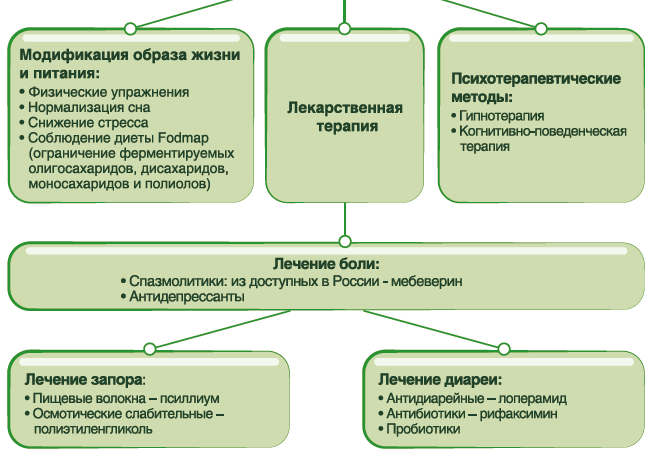 Модификация образа жизни
и питания:
• Физические упражнения
• Нормализация сна
• Снижение стресса
• Соблюдение диеты Fodmap
(ограничение ферментируемых
олигосахаридов, дисахаридов,
моносахаридов и полиолов)
Лекарственная
терапия
Психотерапевтические
методы:
• Гипнотерапия
• Когнитивно-поведенческая
терапия
Лечение боли:
• Спазмолитики: из доступных в России - мебеверин
• Антидепрессанты
Лечение запора:
• Пищевые волокна – псиллиум
• Осмотические слабительные –
полиэтиленгликоль
Лечение диареи:
• Антидиарейные – лоперамид
• Антибиотики – рифаксимин
• Пробиотики